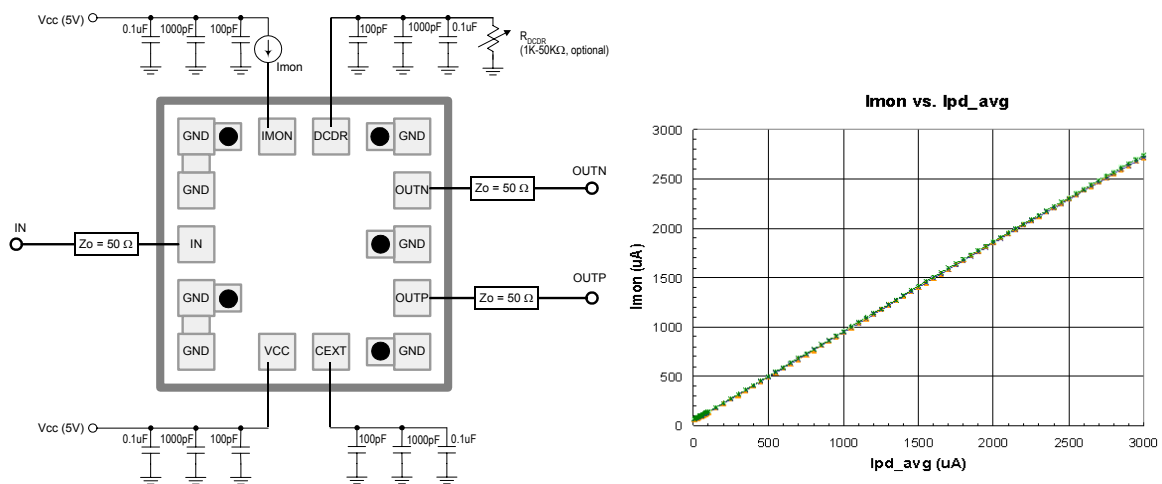 Vcc (5V)
0.1uF
1000pF
100pF
Imon
100pF
1000pF
0.1uF
RDCDR
(1K-50KΩ, optional)
GND
IMON
DCDR
GND
GND
OUTN
Zo = 50 Ω
OUTN
IN
Zo = 50 Ω
IN
GND
GND
OUTP
Zo = 50 Ω
OUTP
GND
VCC
CEXT
GND
Vcc (5V)
0.1uF
1000pF
100pF
100pF
1000pF
0.1uF
Imon vs. Ipd_avg
Imon (uA)
3000
2500
2000
1500
1000
500
0
0
500
1000
1500
2000
2500
3000
Ipd_avg (uA)